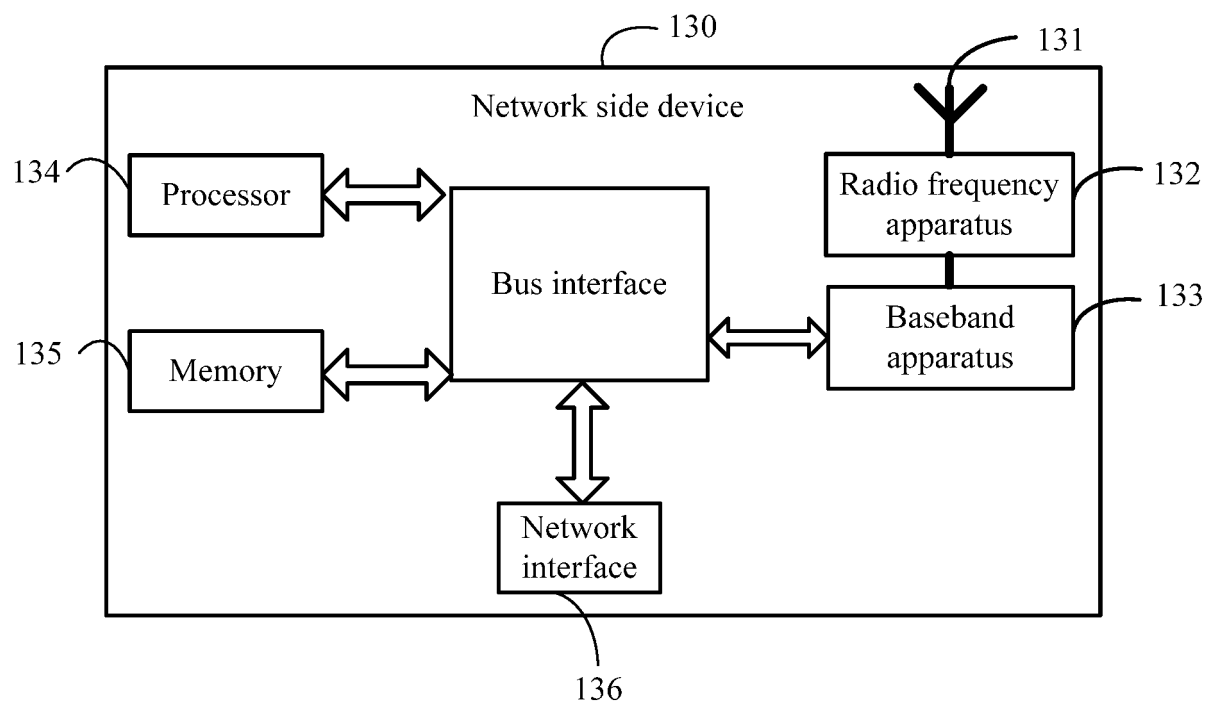 130
131
Network side device
134
Processor
Radio frequency
apparatus
132
Bus interface
133
Baseband
apparatus
135
Memory
Network
interface
136